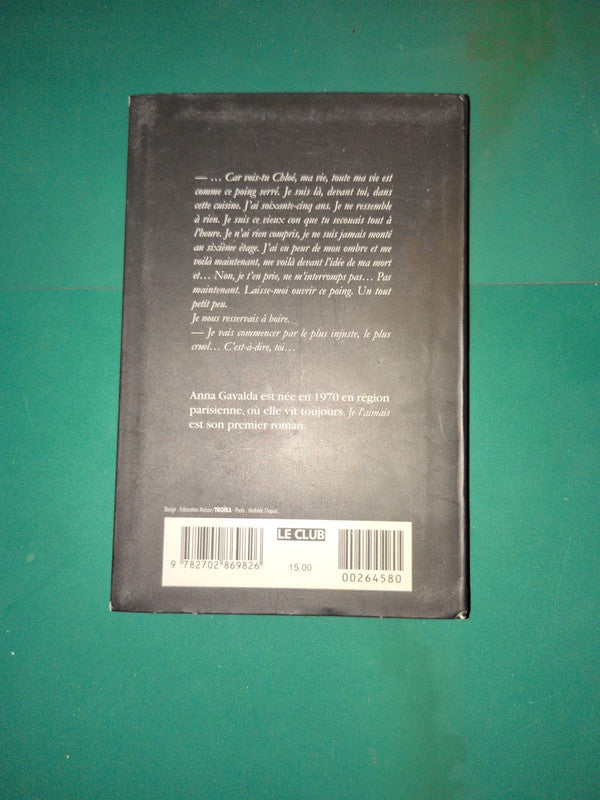 — … Car vois-tu Chloé, ma vie, toute ma vie est
comme ce poing serré. Je suis là, devant toi, dans
cette cuisine. J'ai soixante-cinq ans. Je ne ressemble
à rien. Je suis ce vieux con que tu secouais tout à
l'heure. Je n'ai rien compris, je ne suis jamais monté
au sixième étage. J'ai eu peur de mon ombre et me
voilà maintenant, me voilà devant l'idée de ma mort
et… Non, je t'en prie, ne m'interromps pas… Pas
maintenant. Laisse-moi ouvrir ce poing. Un tout
petit peu.
Je nous resservais à boire.
— Je vais commencer par le plus injuste, le plus
cruel… C'est-à-dire, toi…
Anna Gavalda est née en 1970 en région
parisienne, où elle vit toujours. Je l'aimais
est son premier roman.
Design : Fabrication Maison/TROÏKA - Photo : Mathilde
LE CLUB
9 782702 869826
15.00
00264580